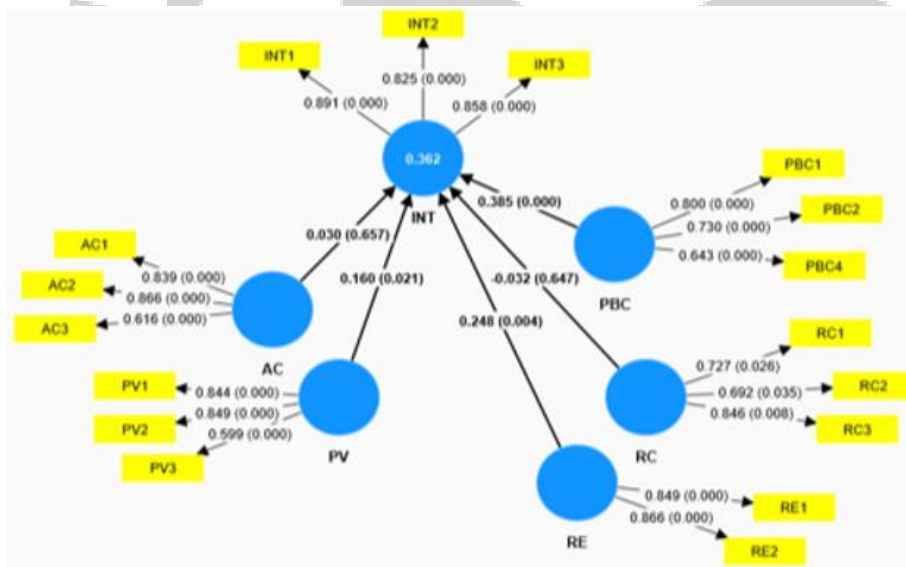 INT2
INT1
INT3
0.825 (0.000)
0.891 (0.000)
0.858 (0.000)
0.362
INT
PBC1
0.385 (0.000)
0.800 (0.000)
PBC2
0.730 (0.000)
0.643 (0.000)
PBC4
PBC
AC1
0.030 (0.657)
0.839 (0.000)
AC2
0.866 (0.000)
AC3
0.616 (0.000)
AC
0.160 (0.021)
-0.032 (0.647)
0.248 (0.004)
RC1
0.727 (0.026)
RC2
0.692 (0.035)
0.846 (0.008)
RC3
RC
PV1
0.844 (0.000)
PV2
0.849 (0.000)
0.599 (0.000)
PV3
PV
0.849 (0.000)
RE1
0.866 (0.000)
RE2
RE